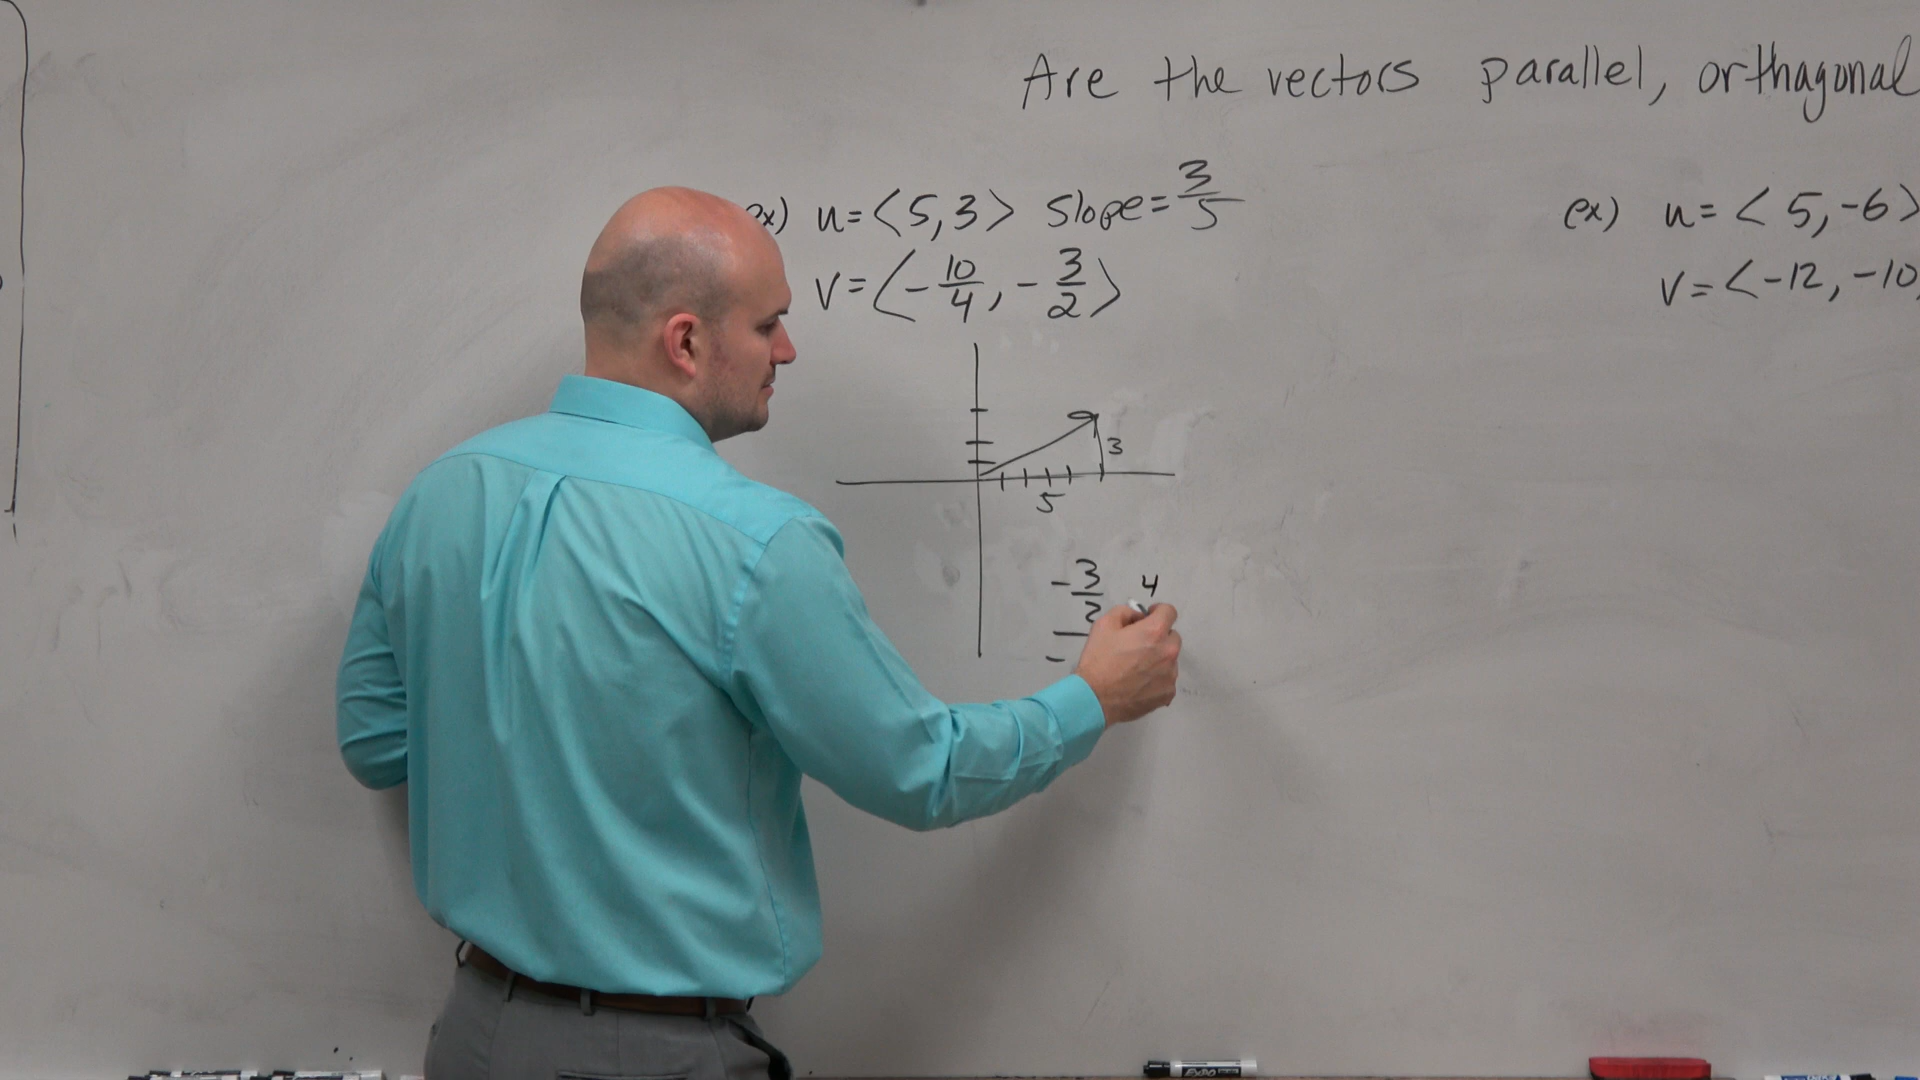 Are the vectors parallel, orthagonal
ex) u = <5,3> slope = 3/5
v = <-10/4, -3/2>
3
5
-3/2 4
-
ex) u = <5,-6>
v = <-12,-10,
EXPO